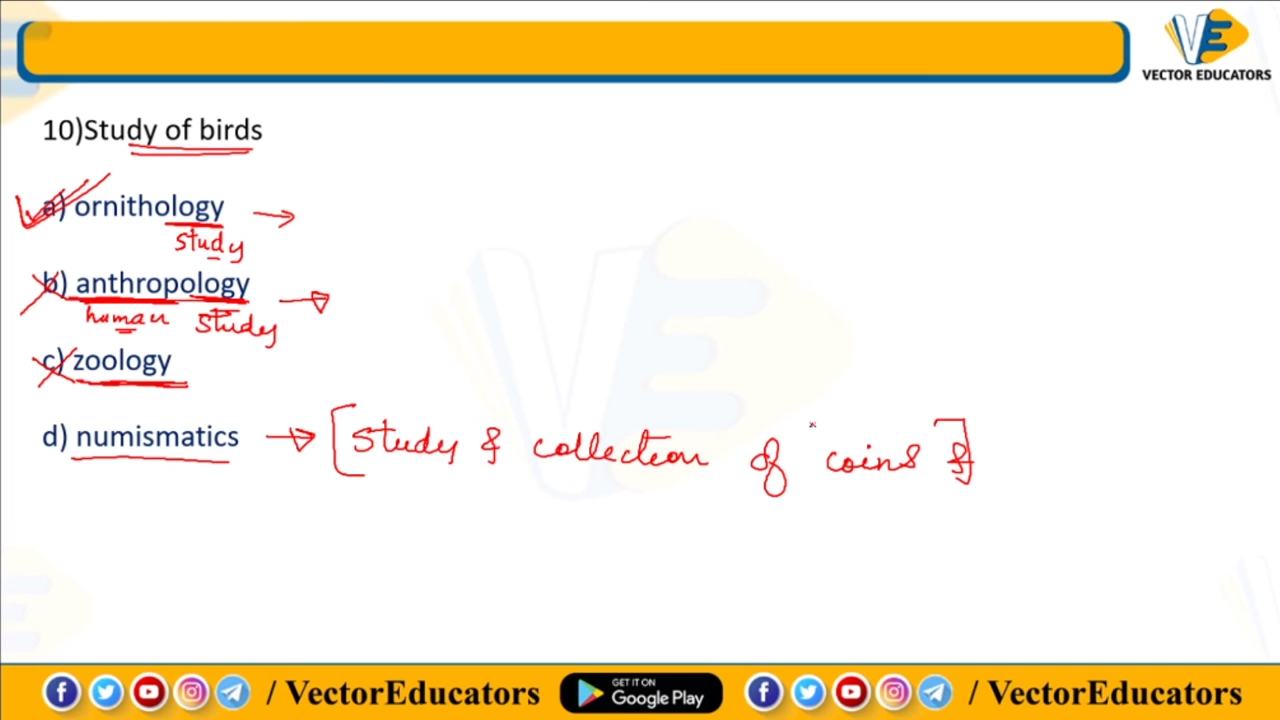 VE
VECTOR EDUCATORS
10)Study of birds
a) ornithology
study
b) anthropology
human study
c) zoology
d) numismatics [study & collection of coins &]
/ VectorEducators GET IT ON Google Play / VectorEducators